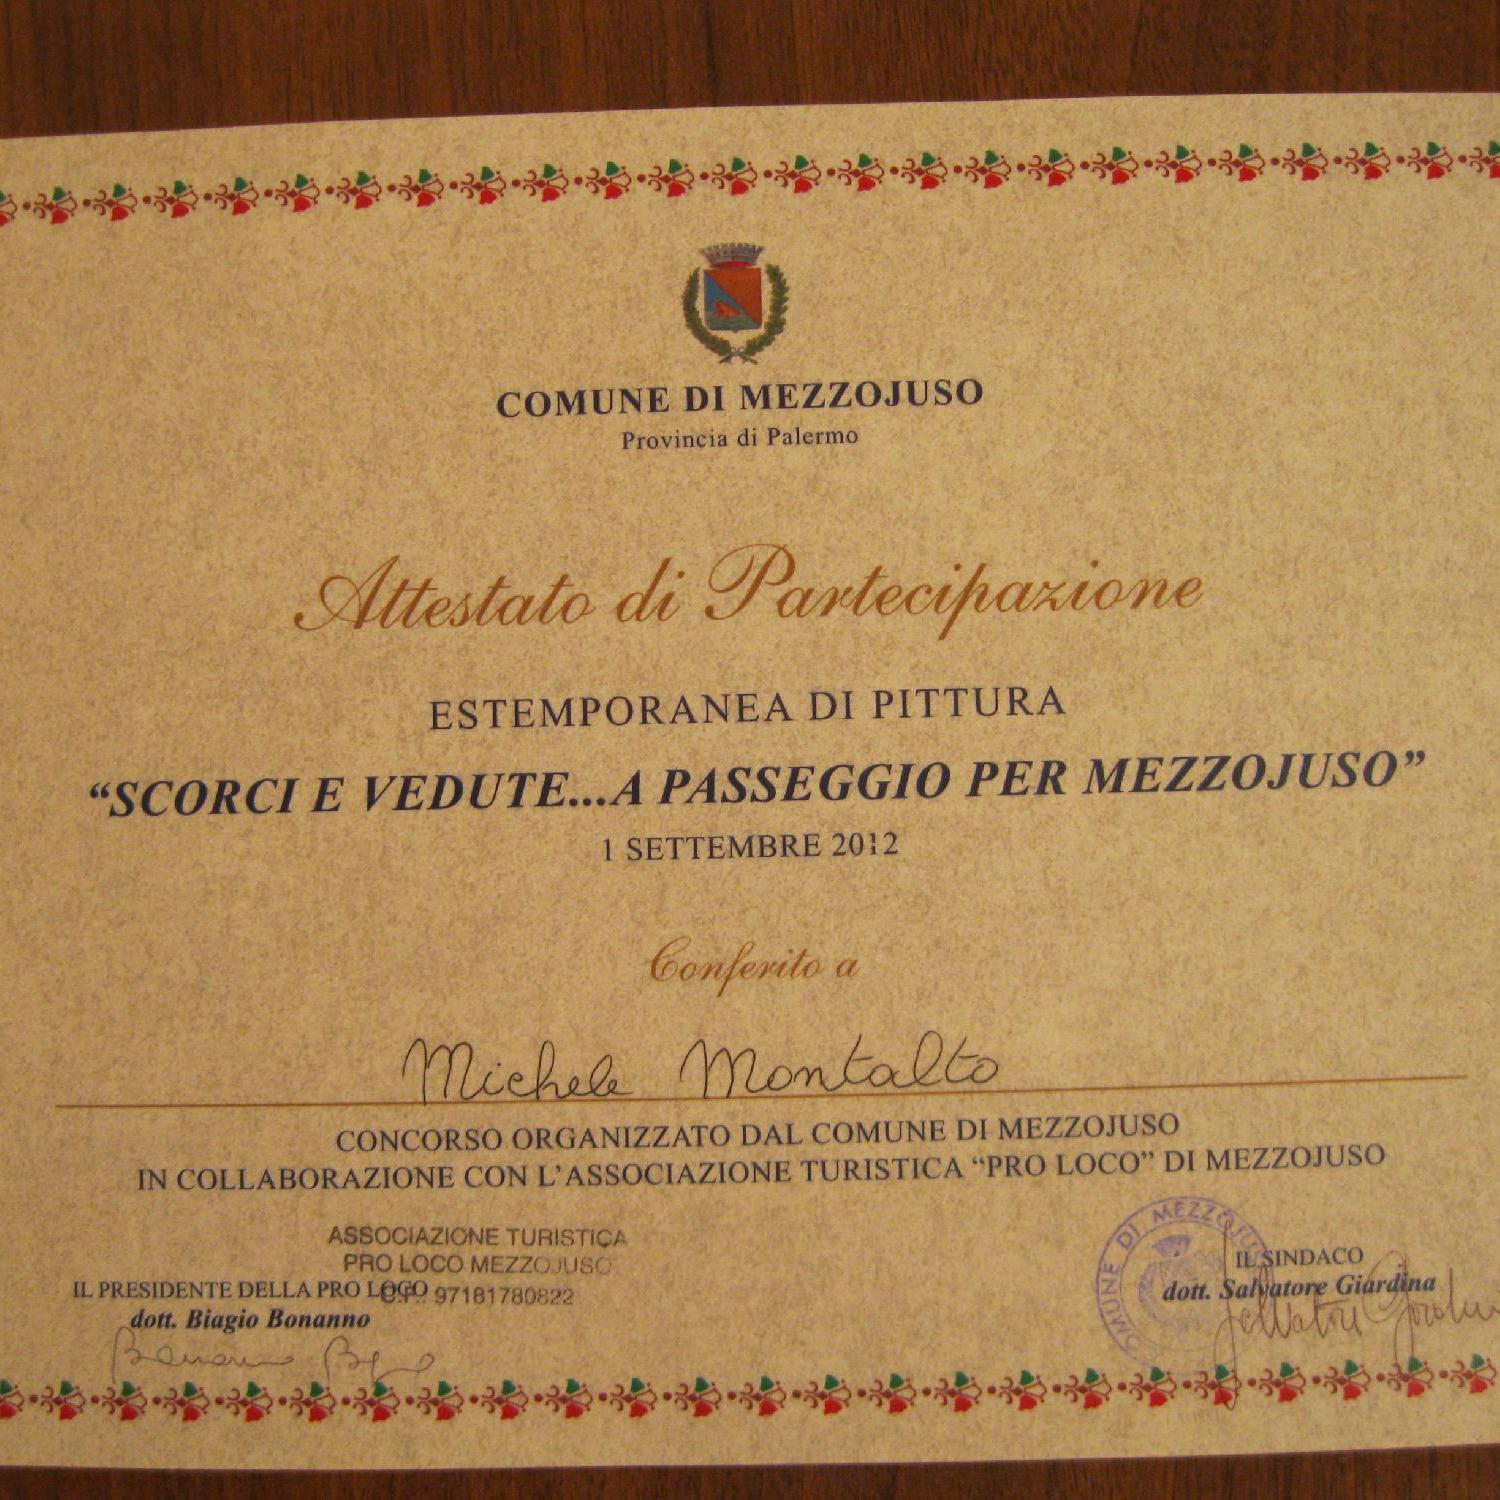 COMUNE DI MEZZOJUSO
Provincia di Palermo
Attestato di Partecipazione
ESTEMPORANEA DI PITTURA
“SCORCI E VEDUTE...A PASSEGGIO PER MEZZOJUSO”
1 SETTEMBRE 2012
Conferito a
Michele Montalto
CONCORSO ORGANIZZATO DAL COMUNE DI MEZZOJUSO
IN COLLABORAZIONE CON L’ASSOCIAZIONE TURISTICA “PRO LOCO” DI MEZZOJUSO
ASSOCIAZIONE TURISTICA
PRO LOCO MEZZOJUSO
C.F. 97181780822
IL PRESIDENTE DELLA PRO LOCO
dott. Biagio Bonanno
Bonanno
COMUNE DI MEZZOJUSO
IL SINDACO
dott. Salvatore Giardina
Salvatore Giardina